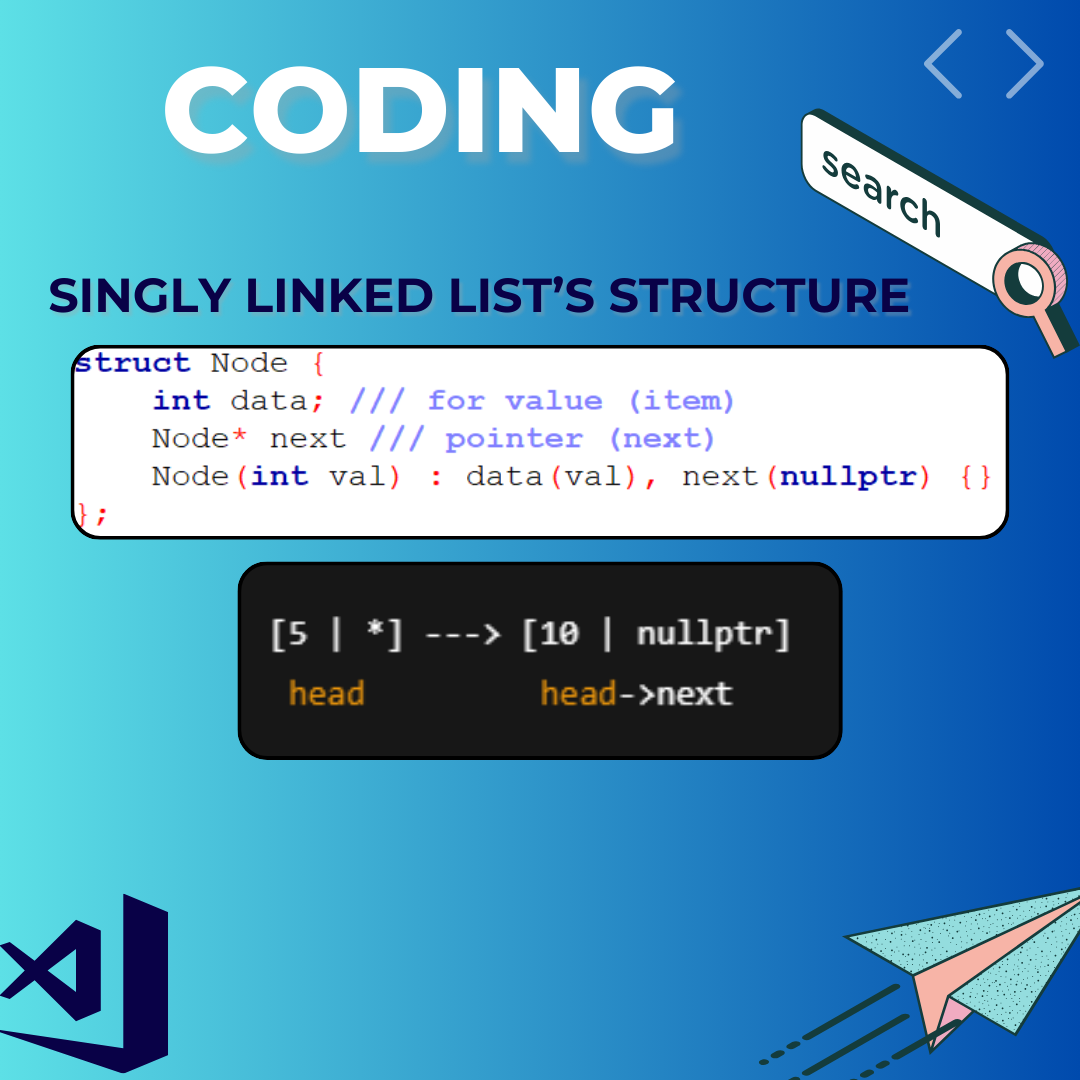 CODING
search
SINGLY LINKED LIST’S STRUCTURE
struct Node {
    int data; /// for value (item)
    Node* next /// pointer (next)
    Node(int val) : data(val), next(nullptr) {}
};
[5 | *] ---> [10 | nullptr]
head          head->next